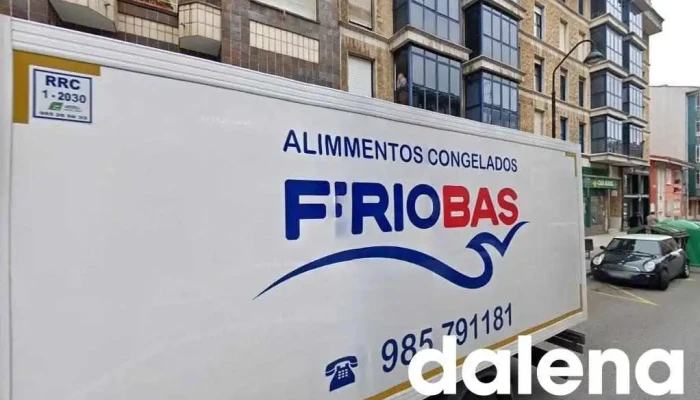 RRC
1-2030
ALIMMENTOS CONGELADOS
FRIOBAS
985 791181
dalena